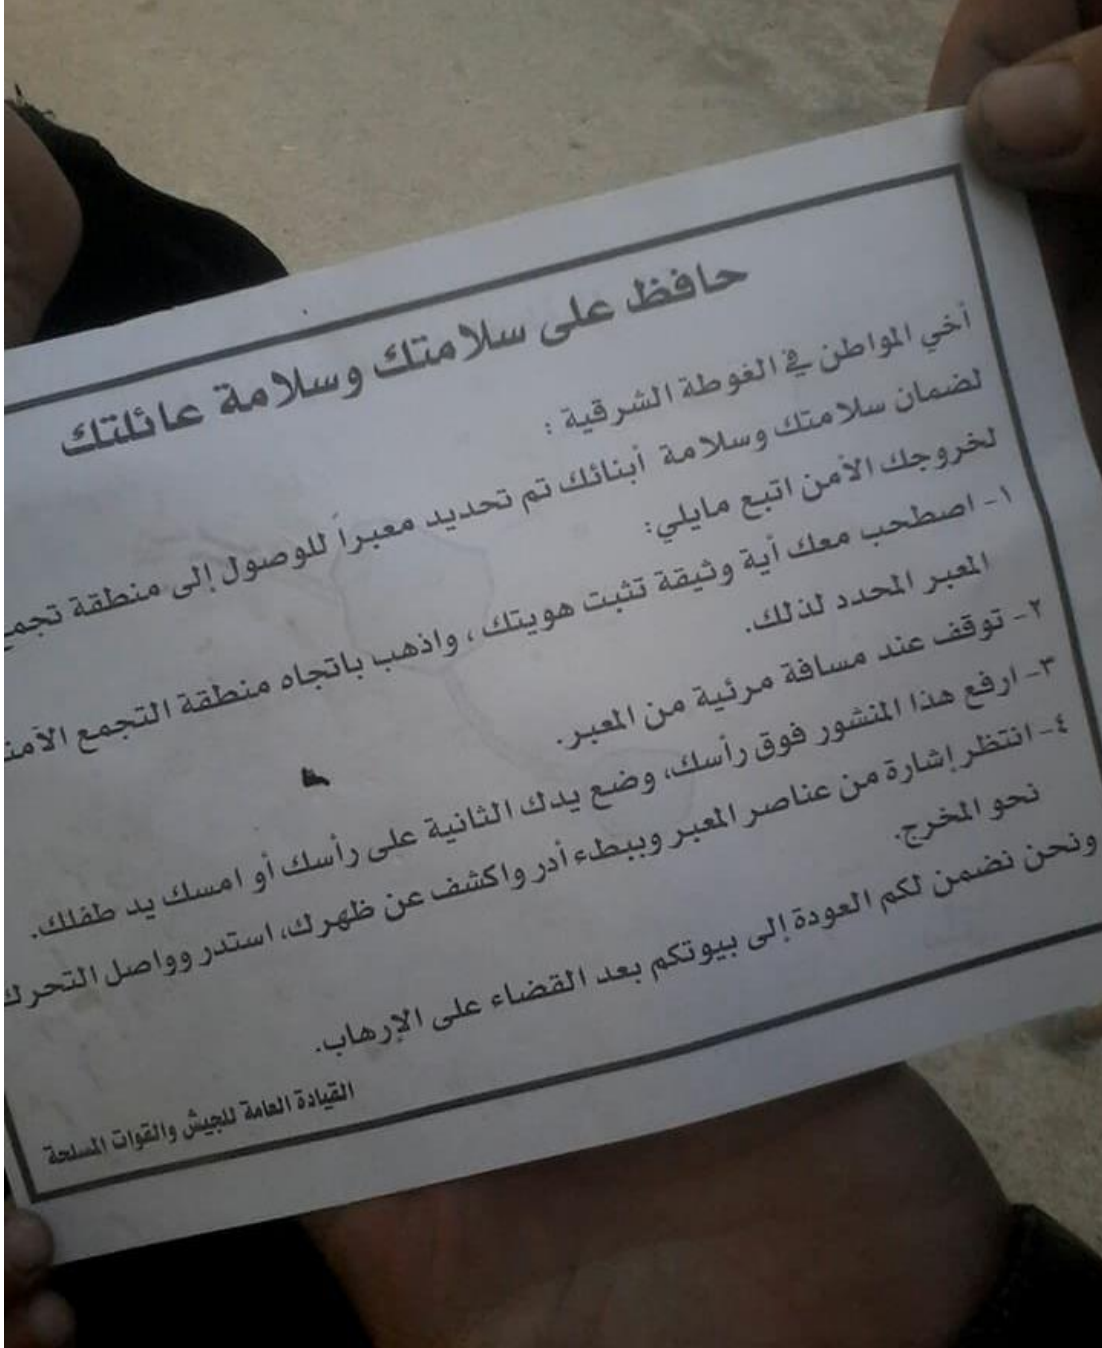 حافظ على سلامتك وسلامة عائلتك
أخي المواطن في الغوطة الشرقية :
لضمان سلامتك وسلامة أبنائك تم تحديد معبراً للوصول إلى منطقة
لخروجك الأمن اتبع مايلي:
١- اصطحب معك أية وثيقة تثبت هويتك ، واذهب باتجاه منطقة التجمع
المعبر المحدد لذلك.
٢- توقف عند مسافة مرئية من المعبر.
٣- ارفع هذا المنشور فوق رأسك، وضع يدك الثانية على رأسك أو امسك يد طفلك.
٤- انتظر إشارة من عناصر المعبر وببطء أدر واكشف عن ظهرك، استدر وواصل التحرك
نحو المخرج.
ونحن نضمن لكم العودة إلى بيوتكم بعد القضاء على الإرهاب.
القيادة العامة للجيش والقوات المسلحة